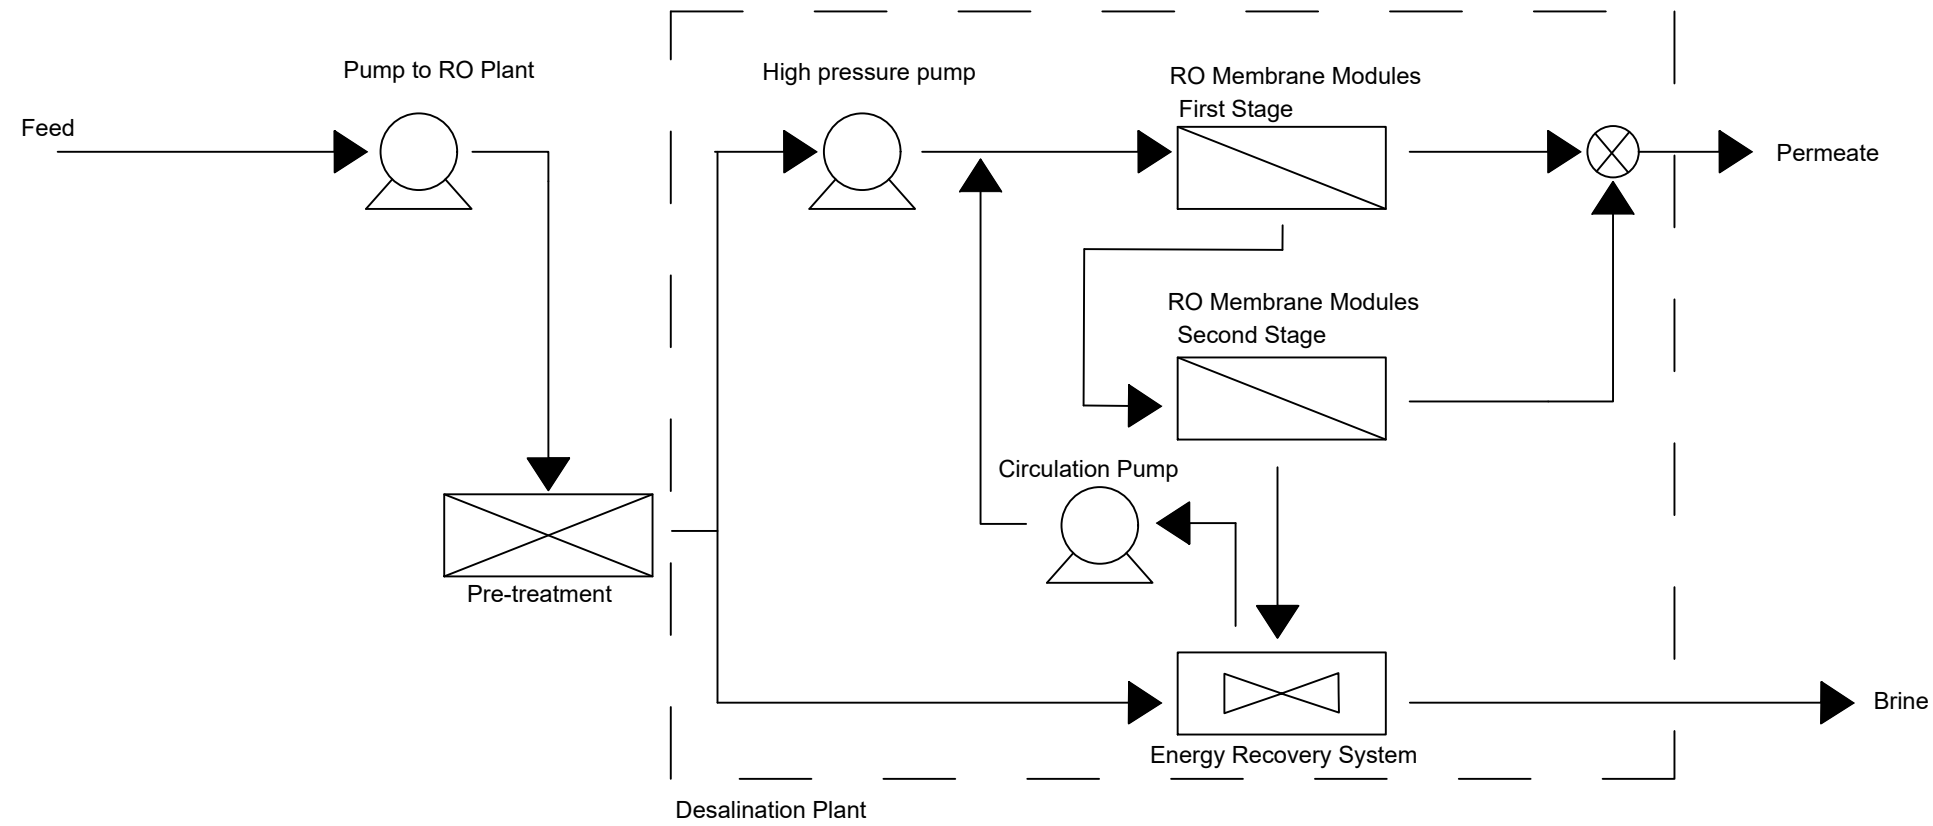 Pump to RO Plant
High pressure pump
RO Membrane Modules
First Stage
Feed
Permeate
RO Membrane Modules
Second Stage
Circulation Pump
Pre-treatment
Brine
Energy Recovery System
Desalination Plant